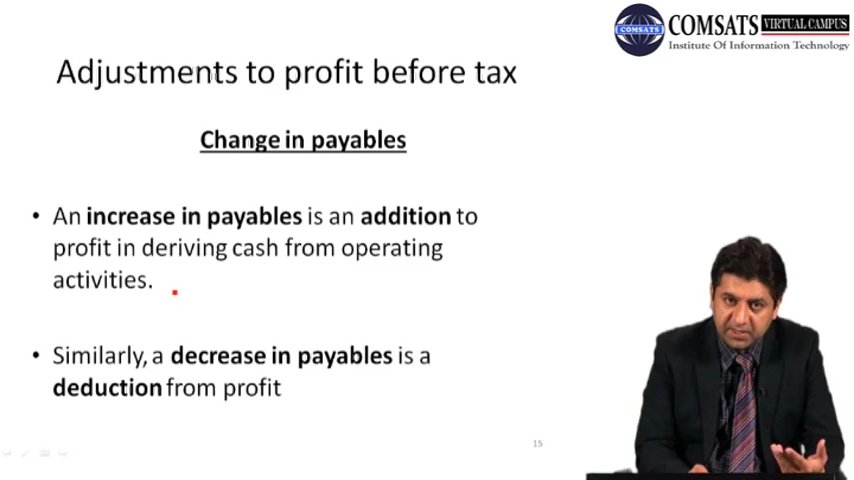 COMSATS VIRTUAL CAMPUS
COMSATS
Institute Of Information Technology
Adjustments to profit before tax
Change in payables
• An increase in payables is an addition to
profit in deriving cash from operating
activities.
• Similarly, a decrease in payables is a
deduction from profit
15